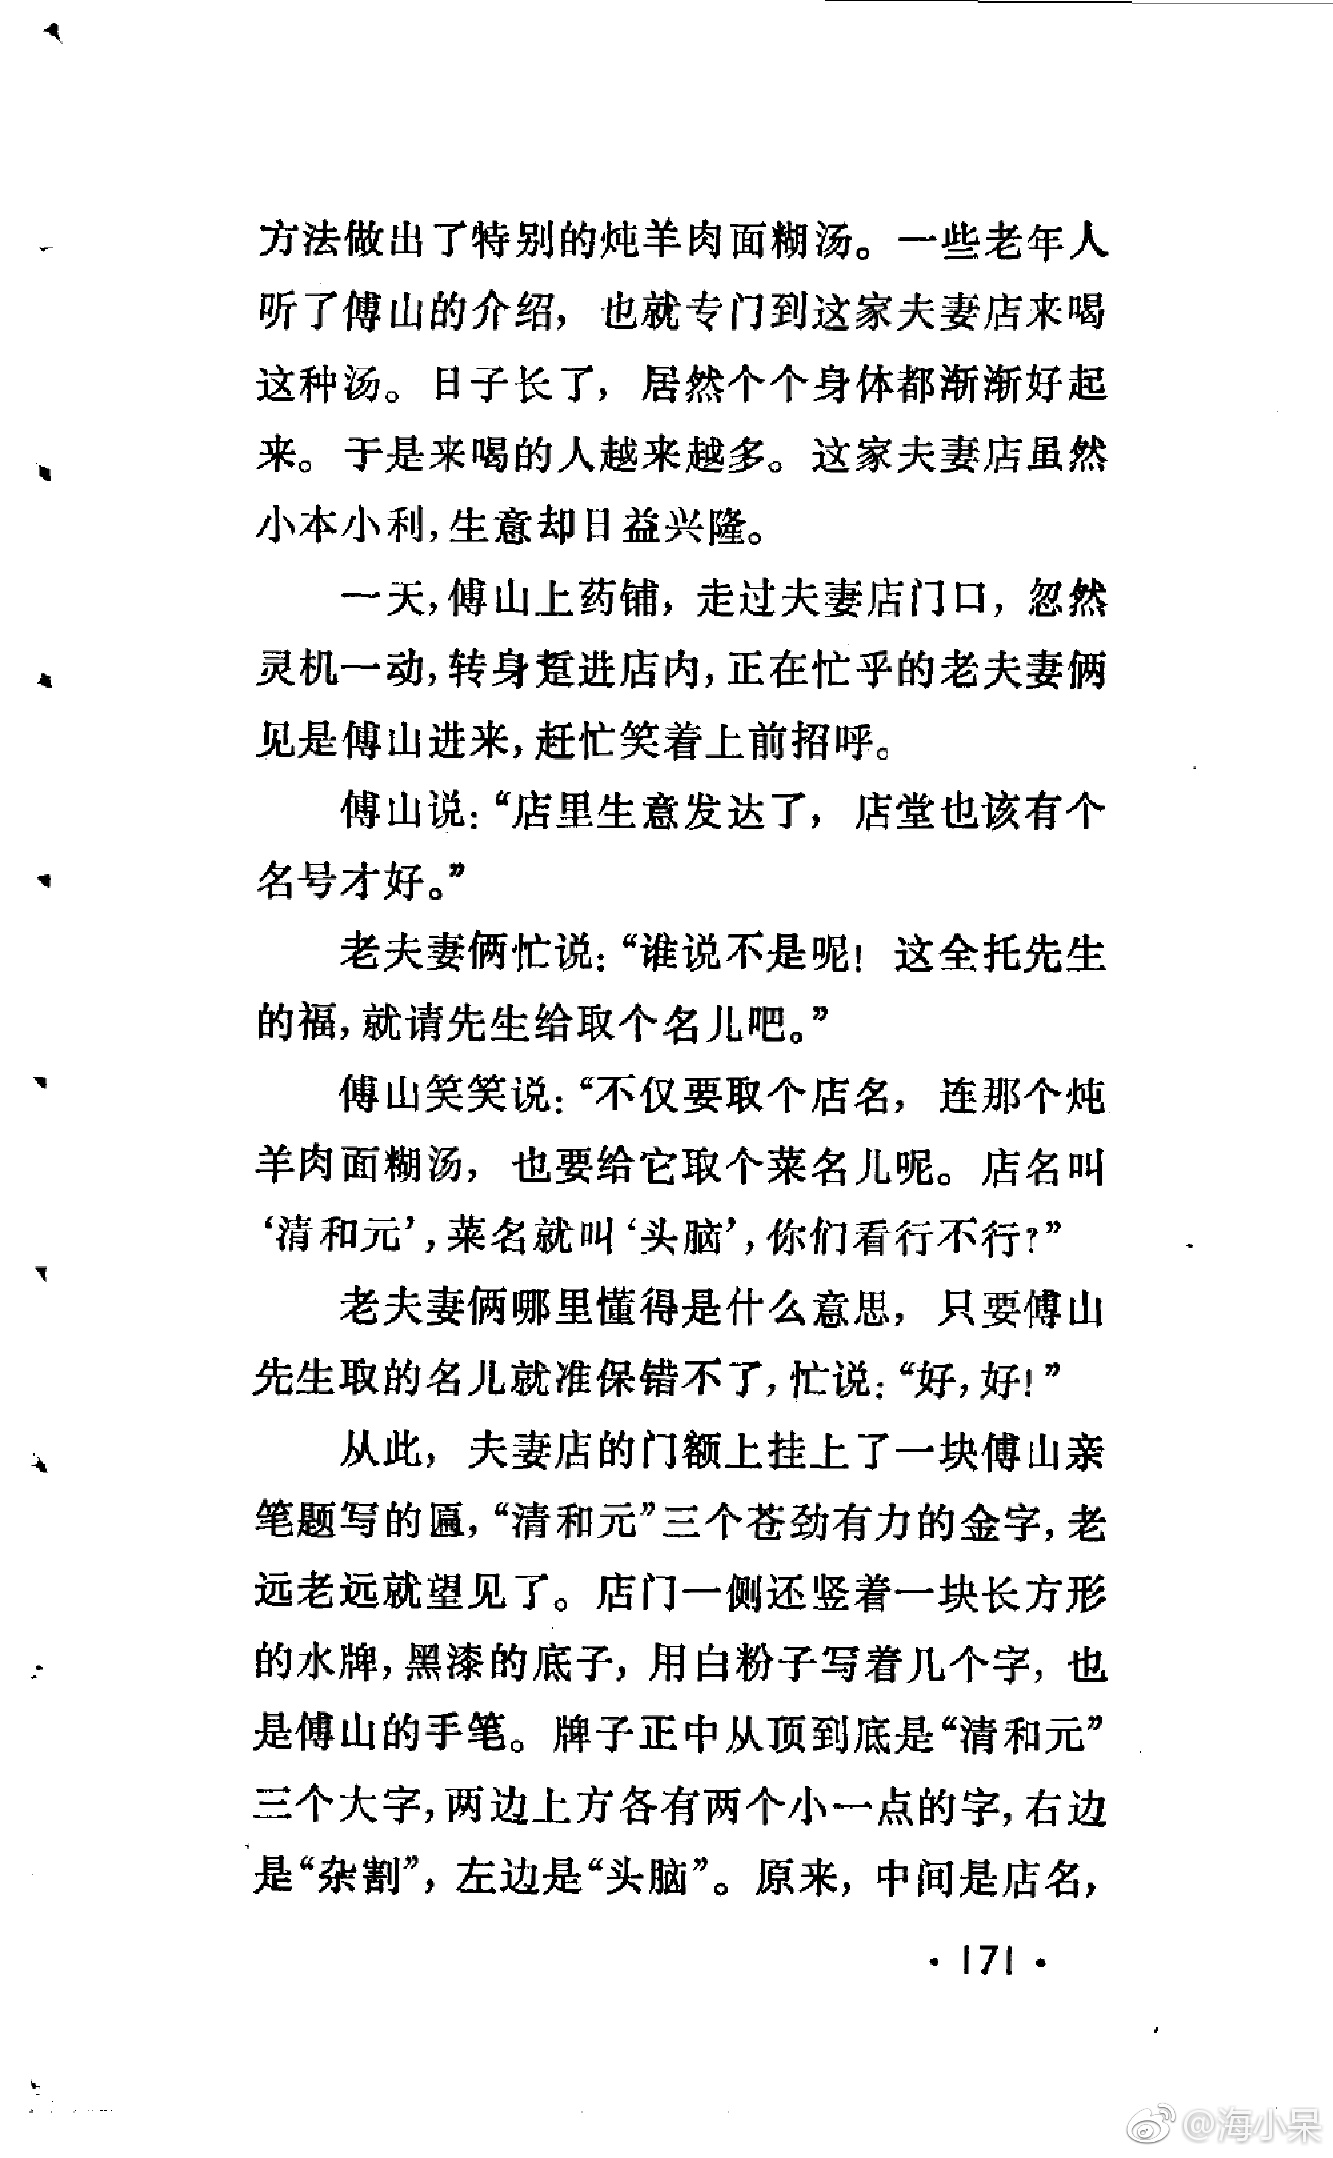 方法做出了特别的炖羊肉面糊汤。一些老年人
听了傅山的介绍，也就专门到这家夫妻店来喝
这种汤。日子长了，居然个个身体都渐渐好起
来。于是来喝的人越来越多。这家夫妻店虽然
小本小利，生意却日益兴隆。
一天，傅山上药铺，走过夫妻店门口，忽然
灵机一动，转身踅进店内，正在忙乎的老夫妻俩
见是傅山进来，赶忙笑着上前招呼。
傅山说：“店里生意发达了，店堂也该有个
名号才好。”
老夫妻俩忙说：“谁说不是呢！这全托先生
的福，就请先生给取个名儿吧。”
傅山笑笑说：“不仅要取个店名，连那个炖
羊肉面糊汤，也要给它取个菜名儿呢。店名叫
‘清和元’，菜名就叫‘头脑’，你们看行不行？”
老夫妻俩哪里懂得是什么意思，只要傅山
先生取的名儿就准保错不了，忙说：“好，好！”
从此，夫妻店的门额上挂上了一块傅山亲
笔题写的匾，“清和元”三个苍劲有力的金字，老
远老远就望见了。店门一侧还竖着一块长方形
的水牌，黑漆的底子，用白粉子写着几个字，也
是傅山的手笔。牌子正中从顶到底是“清和元”
三个大字，两边上方各有两个小一点的字，右边
是“杂割”，左边是“头脑”。原来，中间是店名，
·171·
@海小呆